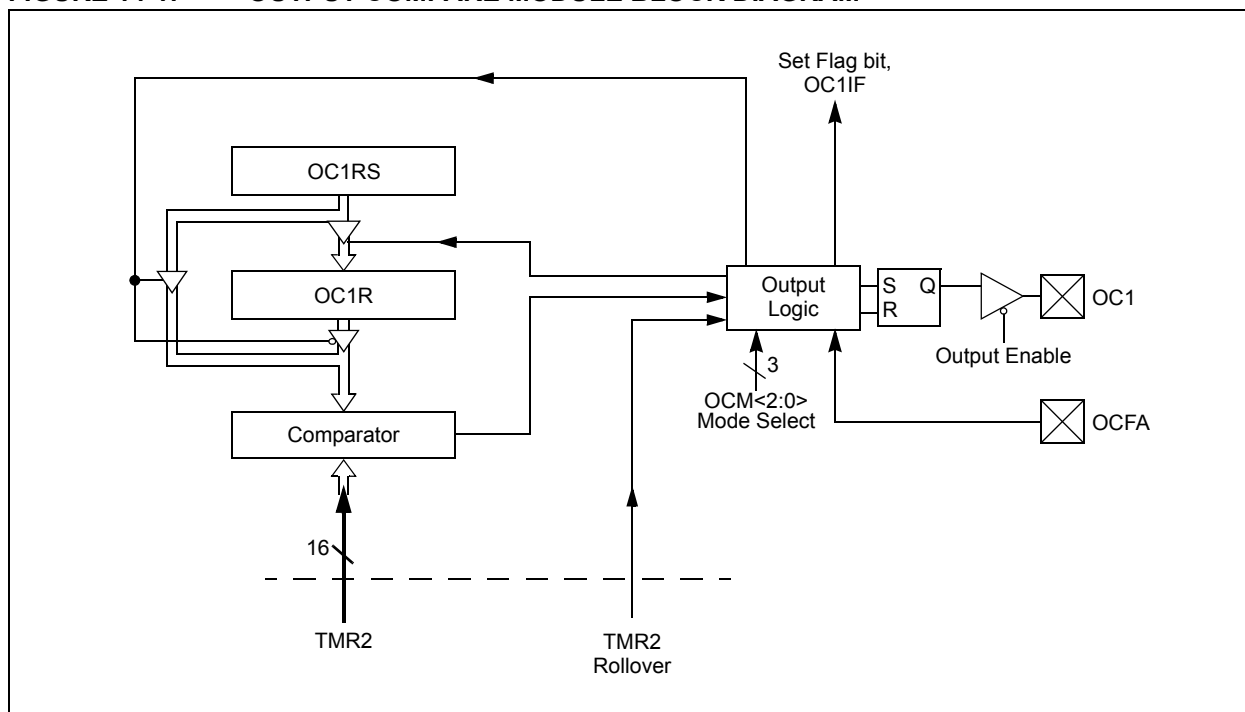 Set Flag bit,
OC1IF
OC1RS
OC1R
Output
Logic
S Q
R
OC1
Output Enable
3
OCM<2:0>
Mode Select
OCFA
Comparator
16
TMR2
TMR2
Rollover